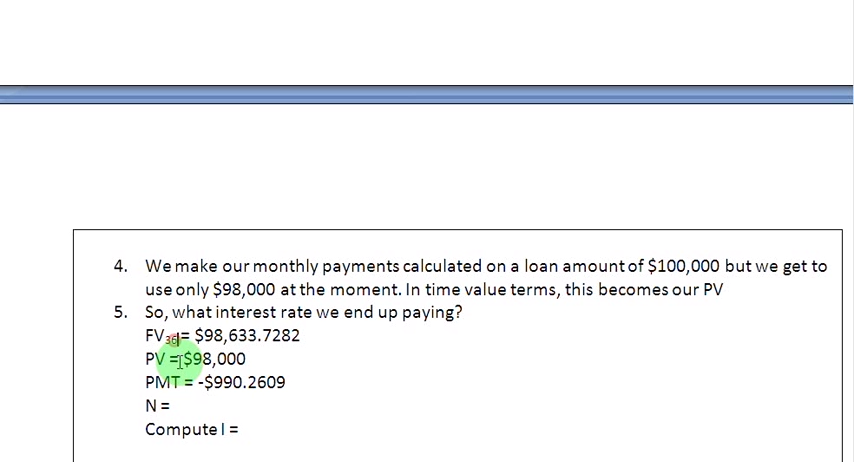 4. We make our monthly payments calculated on a loan amount of $100,000 but we get to
use only $98,000 at the moment. In time value terms, this becomes our PV
5. So, what interest rate we end up paying?
FV36= $98,633.7282
PV = $98,000
PMT = -$990.2609
N =
Compute I =